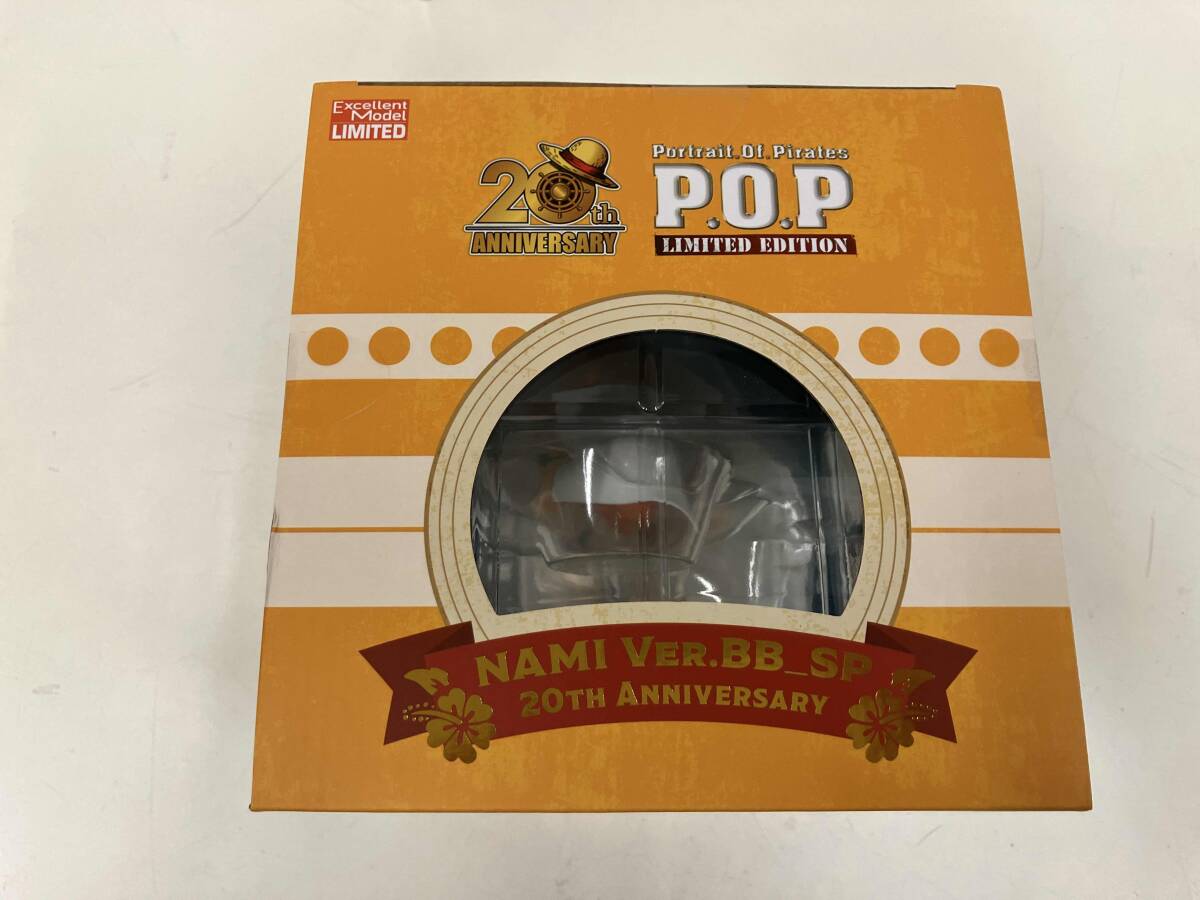 Excellent
Model
LIMITED
20th
ANNIVERSARY
Portrait.Of.Pirates
P.O.P
LIMITED EDITION
NAMI VER.BB_SP
20TH ANNIVERSARY